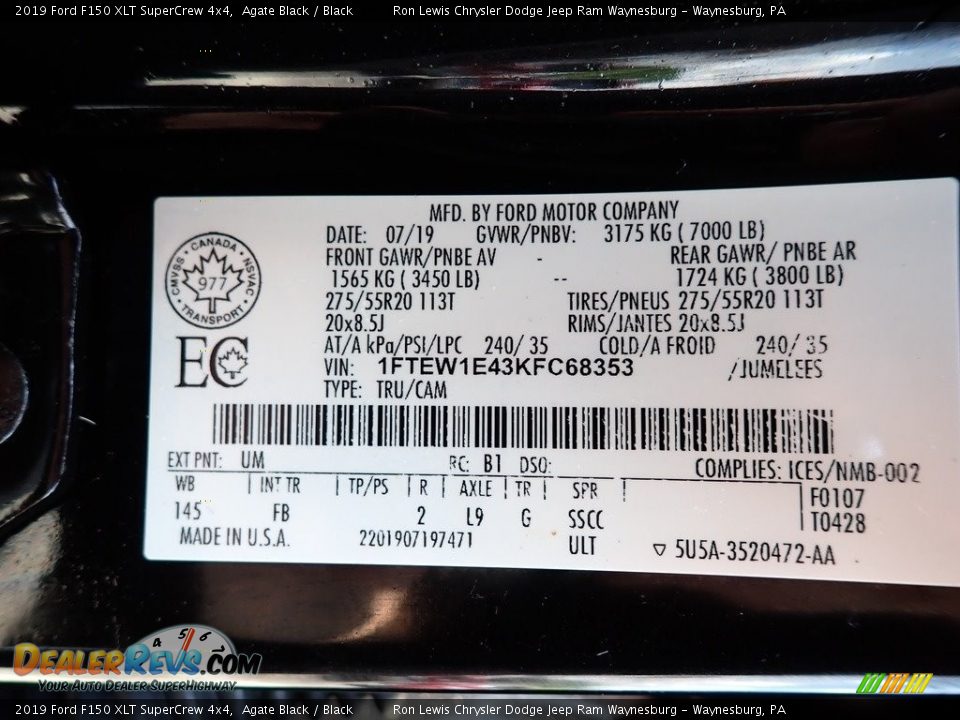 2019 Ford F150 XLT SuperCrew 4x4, Agate Black / Black Ron Lewis Chrysler Dodge Jeep Ram Waynesburg - Waynesburg, PA
MFD. BY FORD MOTOR COMPANY
DATE: 07/19 GVWR/PNBV: 3175 KG ( 7000 LB)
FRONT GAWR/PNBE AV - REAR GAWR/ PNBE AR
1565 KG ( 3450 LB) -- 1724 KG ( 3800 LB)
275/55R20 113T TIRES/PNEUS 275/55R20 113T
20x8.5J RIMS/JANTES 20x8.5J
AT/A kPa/PSI/LPC 240/ 35 COLD/A FROID 240/ 35
VIN: 1FTEW1E43KFC68353 /JUMELEES
TYPE: TRU/CAM
CANADA
CMVSS NSVAC
977
TRANSPORT
EC
EXT PNT: UM RC: B1 DSO: COMPLIES: ICES/NMB-002
WB INT TR TP/PS R AXLE TR SPR F0107
145 FB 2 L9 G SSCC T0428
MADE IN U.S.A. 2201907197471 ULT ▽ 5U5A-3520472-AA
4 5 6
DEALERREVS.COM
YOUR AUTO DEALER SUPERHIGHWAY
2019 Ford F150 XLT SuperCrew 4x4, Agate Black / Black Ron Lewis Chrysler Dodge Jeep Ram Waynesburg - Waynesburg, PA